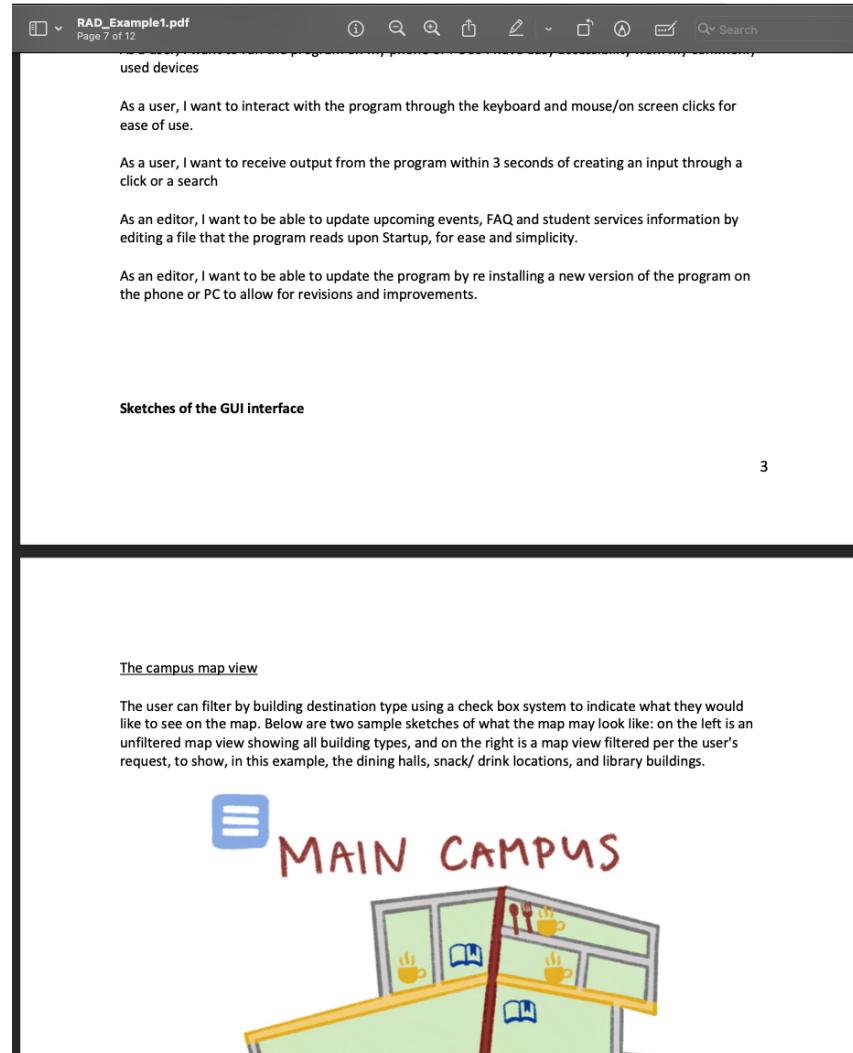 RAD_Example1.pdf
Page 7 of 12
Search
used devices
As a user, I want to interact with the program through the keyboard and mouse/on screen clicks for
ease of use.
As a user, I want to receive output from the program within 3 seconds of creating an input through a
click or a search
As an editor, I want to be able to update upcoming events, FAQ and student services information by
editing a file that the program reads upon Startup, for ease and simplicity.
As an editor, I want to be able to update the program by re installing a new version of the program on
the phone or PC to allow for revisions and improvements.
Sketches of the GUI interface
3
The campus map view
The user can filter by building destination type using a check box system to indicate what they would
like to see on the map. Below are two sample sketches of what the map may look like: on the left is an
unfiltered map view showing all building types, and on the right is a map view filtered per the user's
request, to show, in this example, the dining halls, snack/ drink locations, and library buildings.
MAIN CAMPUS